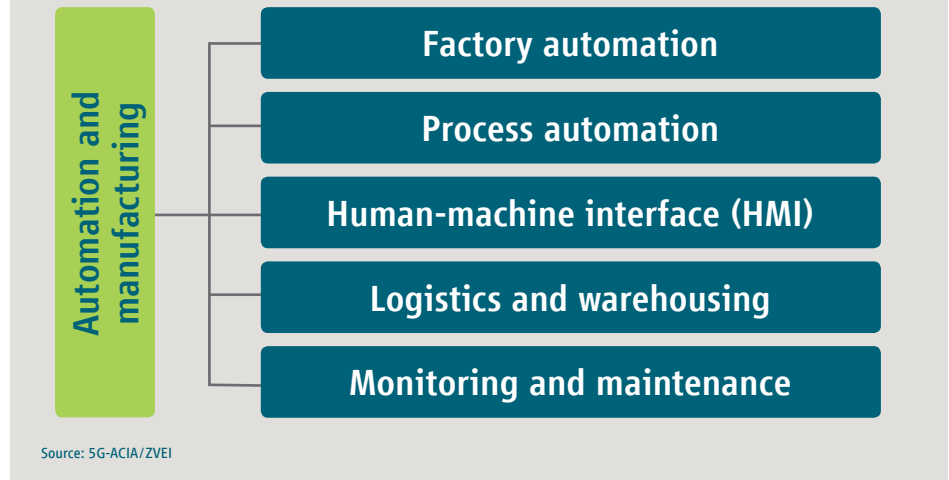 Automation and
manufacturing
Factory automation
Process automation
Human-machine interface (HMI)
Logistics and warehousing
Monitoring and maintenance
Source: 5G-ACIA/ZVEI